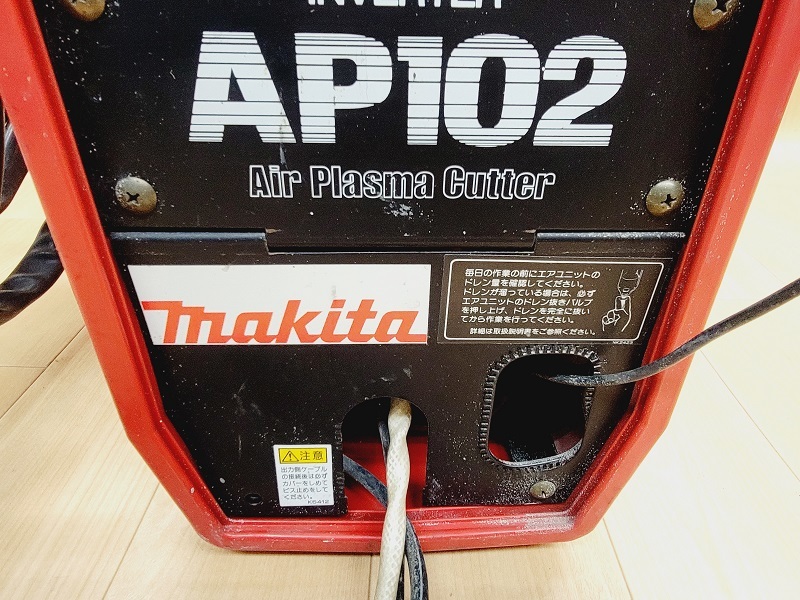 INVERTER
AP102
Air Plasma Cutter
makita
毎日の作業の前にエアユニットの
ドレン量を確認してください。
ドレンが溜っている場合は、必ず
エアユニットのドレン抜きバルブ
を押し上げ、ドレンを完全に抜い
てから作業を行ってください。
詳細は取扱説明書をご参照ください。
注意
出力側ケーブル
の接続後は必ず
カバーをしめて
ビス止めをして
ください。
K6412